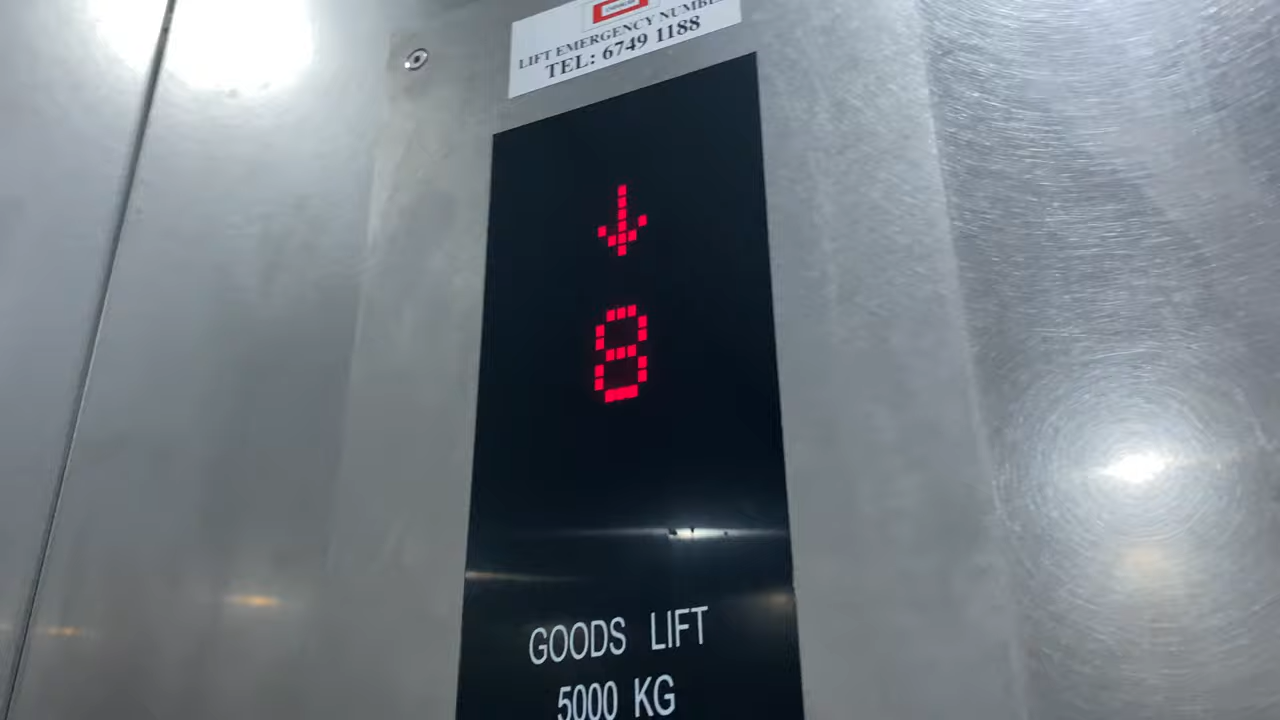 LIFT EMERGENCY NUMBER
TEL: 6749 1188
8
GOODS LIFT
5000 KG